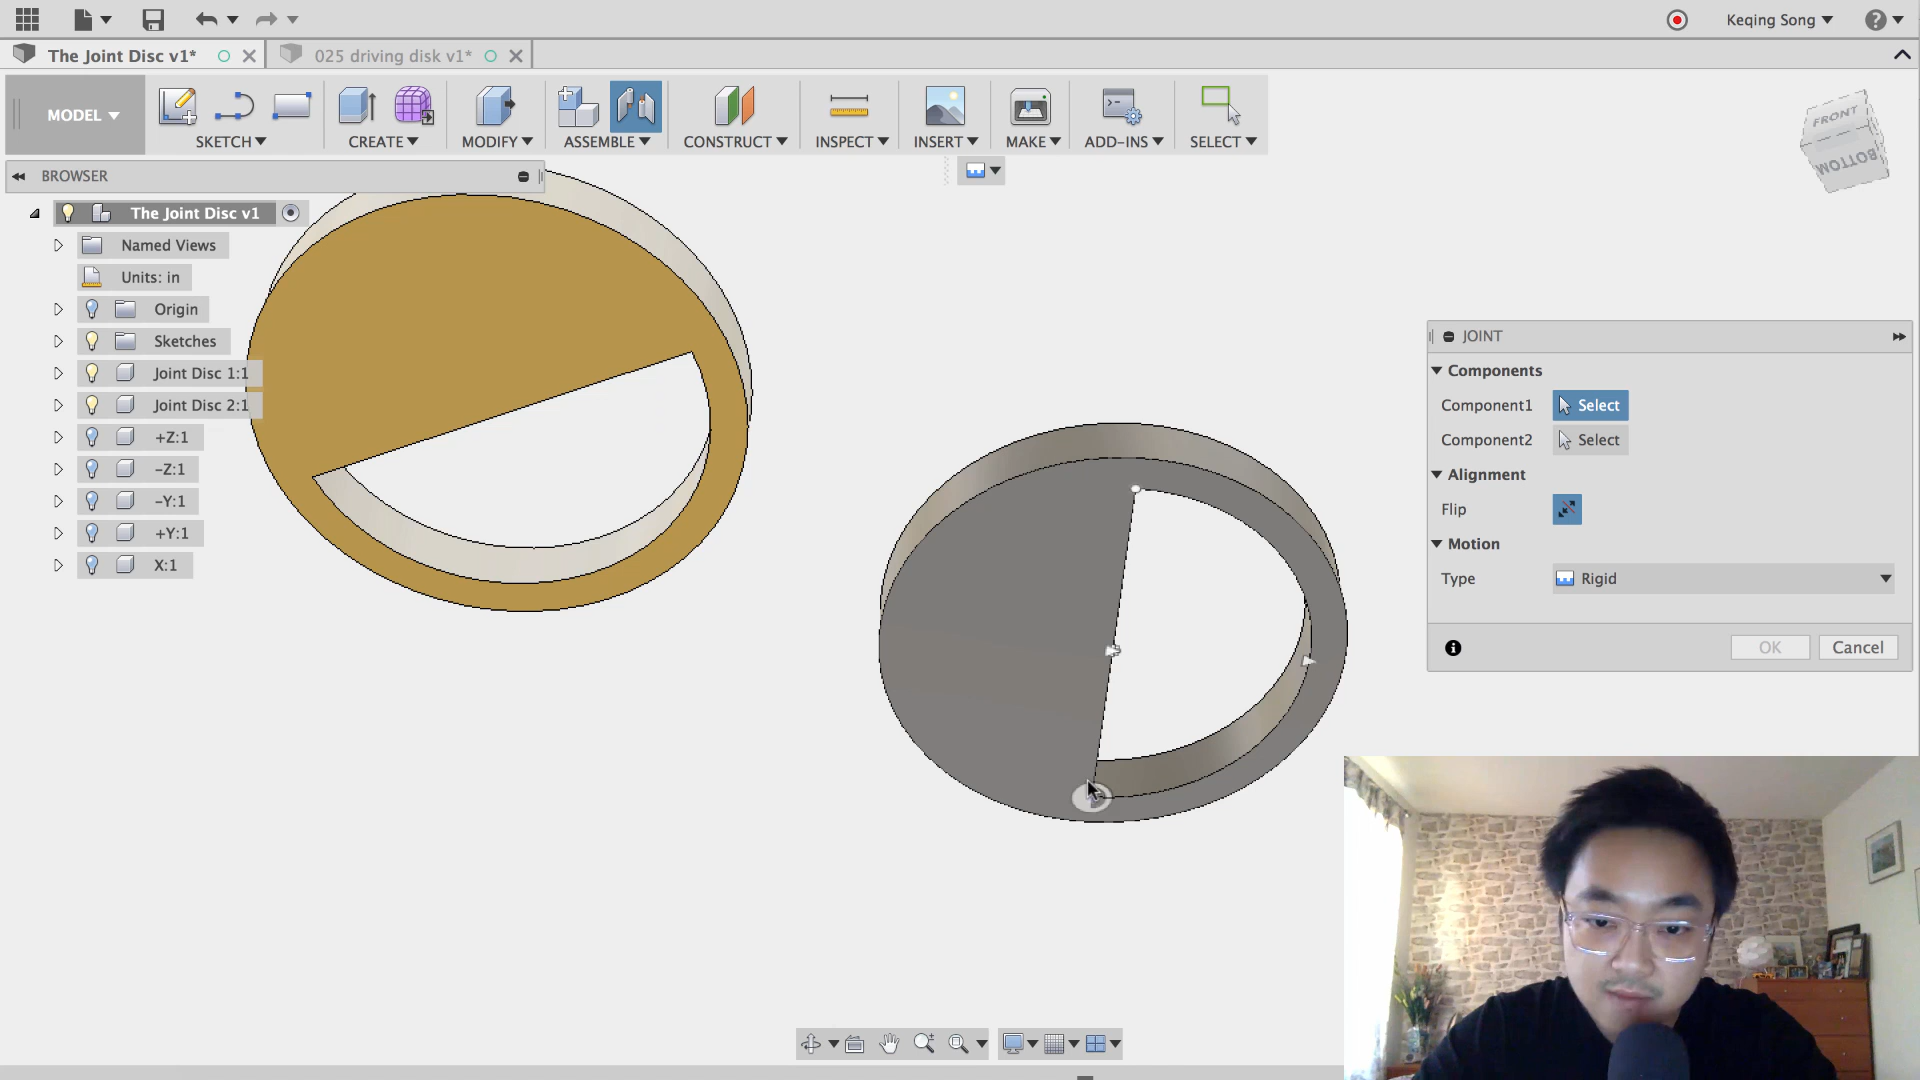 Keqing Song
The Joint Disc v1*
025 driving disk v1*
MODEL
SKETCH
CREATE
MODIFY
ASSEMBLE
CONSTRUCT
INSPECT
INSERT
MAKE
ADD-INS
SELECT
FRONT
BOTTOM
BROWSER
The Joint Disc v1
Named Views
Units: in
Origin
Sketches
Joint Disc 1:1
Joint Disc 2:1
+Z:1
-Z:1
-Y:1
+Y:1
X:1
JOINT
Components
Component1 Select
Component2 Select
Alignment
Flip
Motion
Type Rigid
OK Cancel